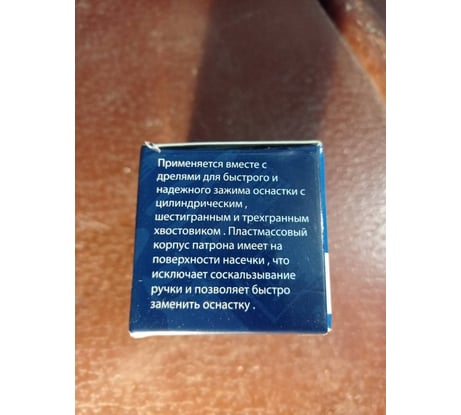 Применяется вместе с
дрелями для быстрого и
надежного зажима оснастки с
цилиндрическим ,
шестигранным и трехгранным
хвостовиком . Пластмассовый
корпус патрона имеет на
поверхности насечки , что
исключает соскальзывание
ручки и позволяет быстро
заменить оснастку .